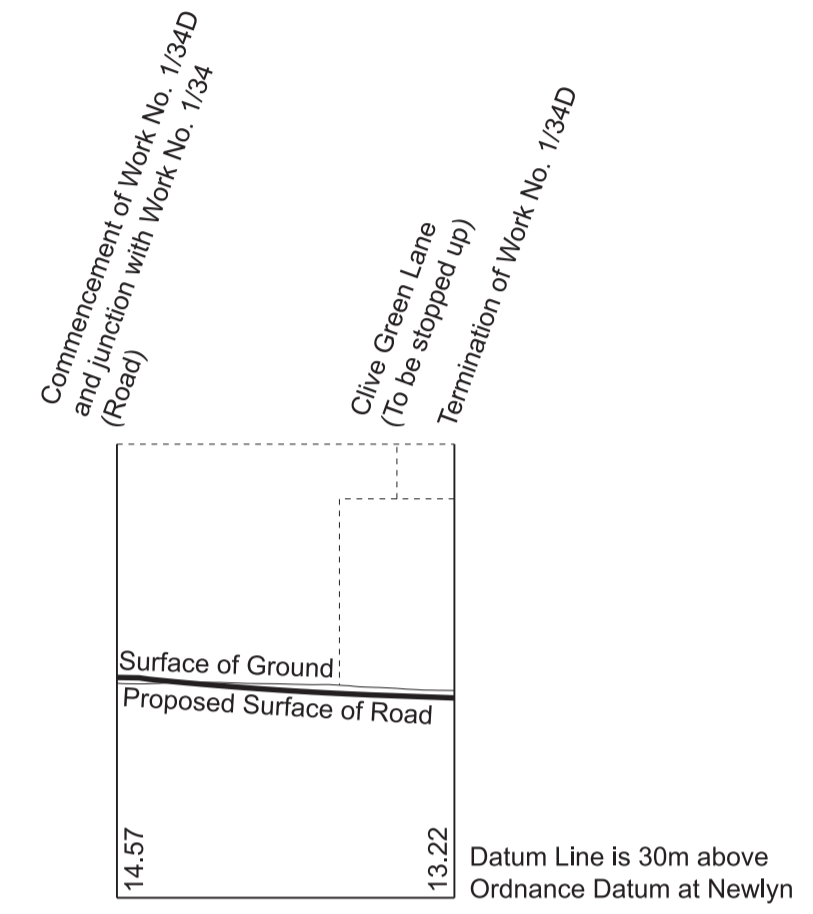 Commencement of Work No. 1/34D
and junction with Work No. 1/34
(Road)
Clive Green Lane
(To be stopped up)
Termination of Work No. 1/34D
Surface of Ground
Proposed Surface of Road
14.57
13.22
Datum Line is 30m above
Ordnance Datum at Newlyn